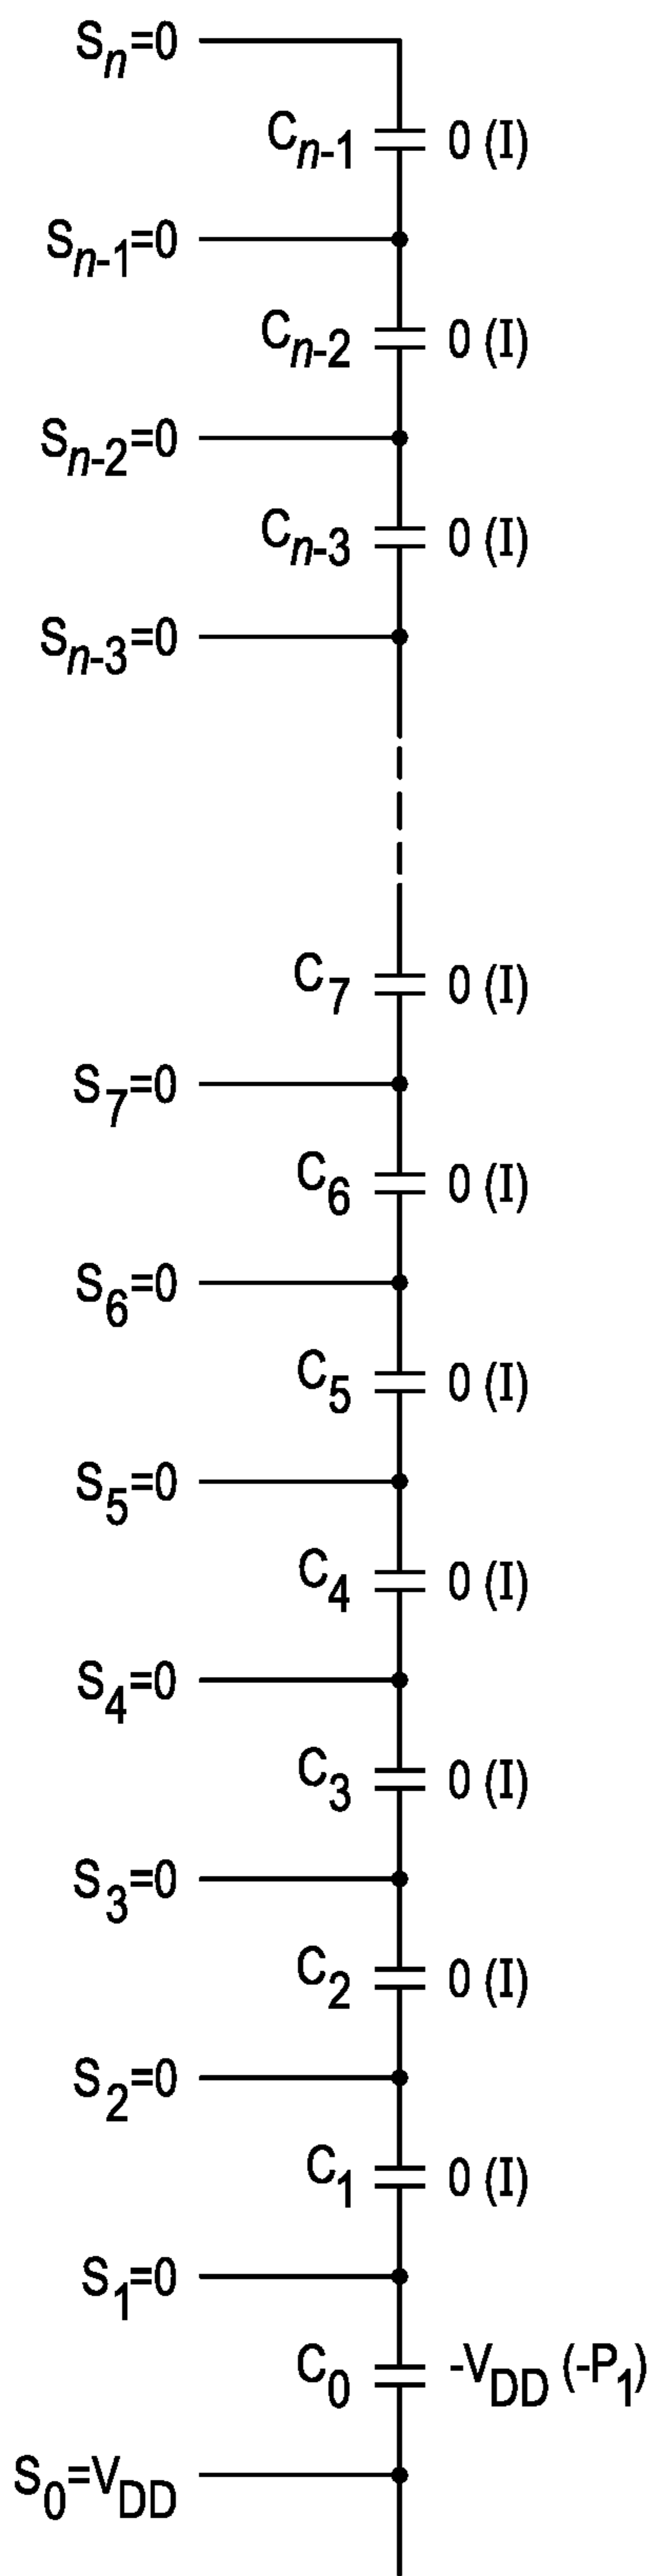 Sn=0
Cn-1 0 (I)
Sn-1=0
Cn-2 0 (I)
Sn-2=0
Cn-3 0 (I)
Sn-3=0
C7 0 (I)
S7=0
C6 0 (I)
S6=0
C5 0 (I)
S5=0
C4 0 (I)
S4=0
C3 0 (I)
S3=0
C2 0 (I)
S2=0
C1 0 (I)
S1=0
C0 -VDD (-P1)
S0=VDD